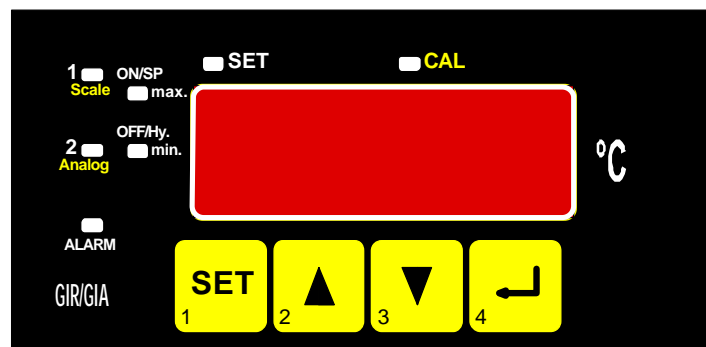 SET CAL
1 ON/SP
Scale max.
OFF/Hy.
2 min.
Analog
°C
ALARM
GIR/GIA
SET
1 2 3 4